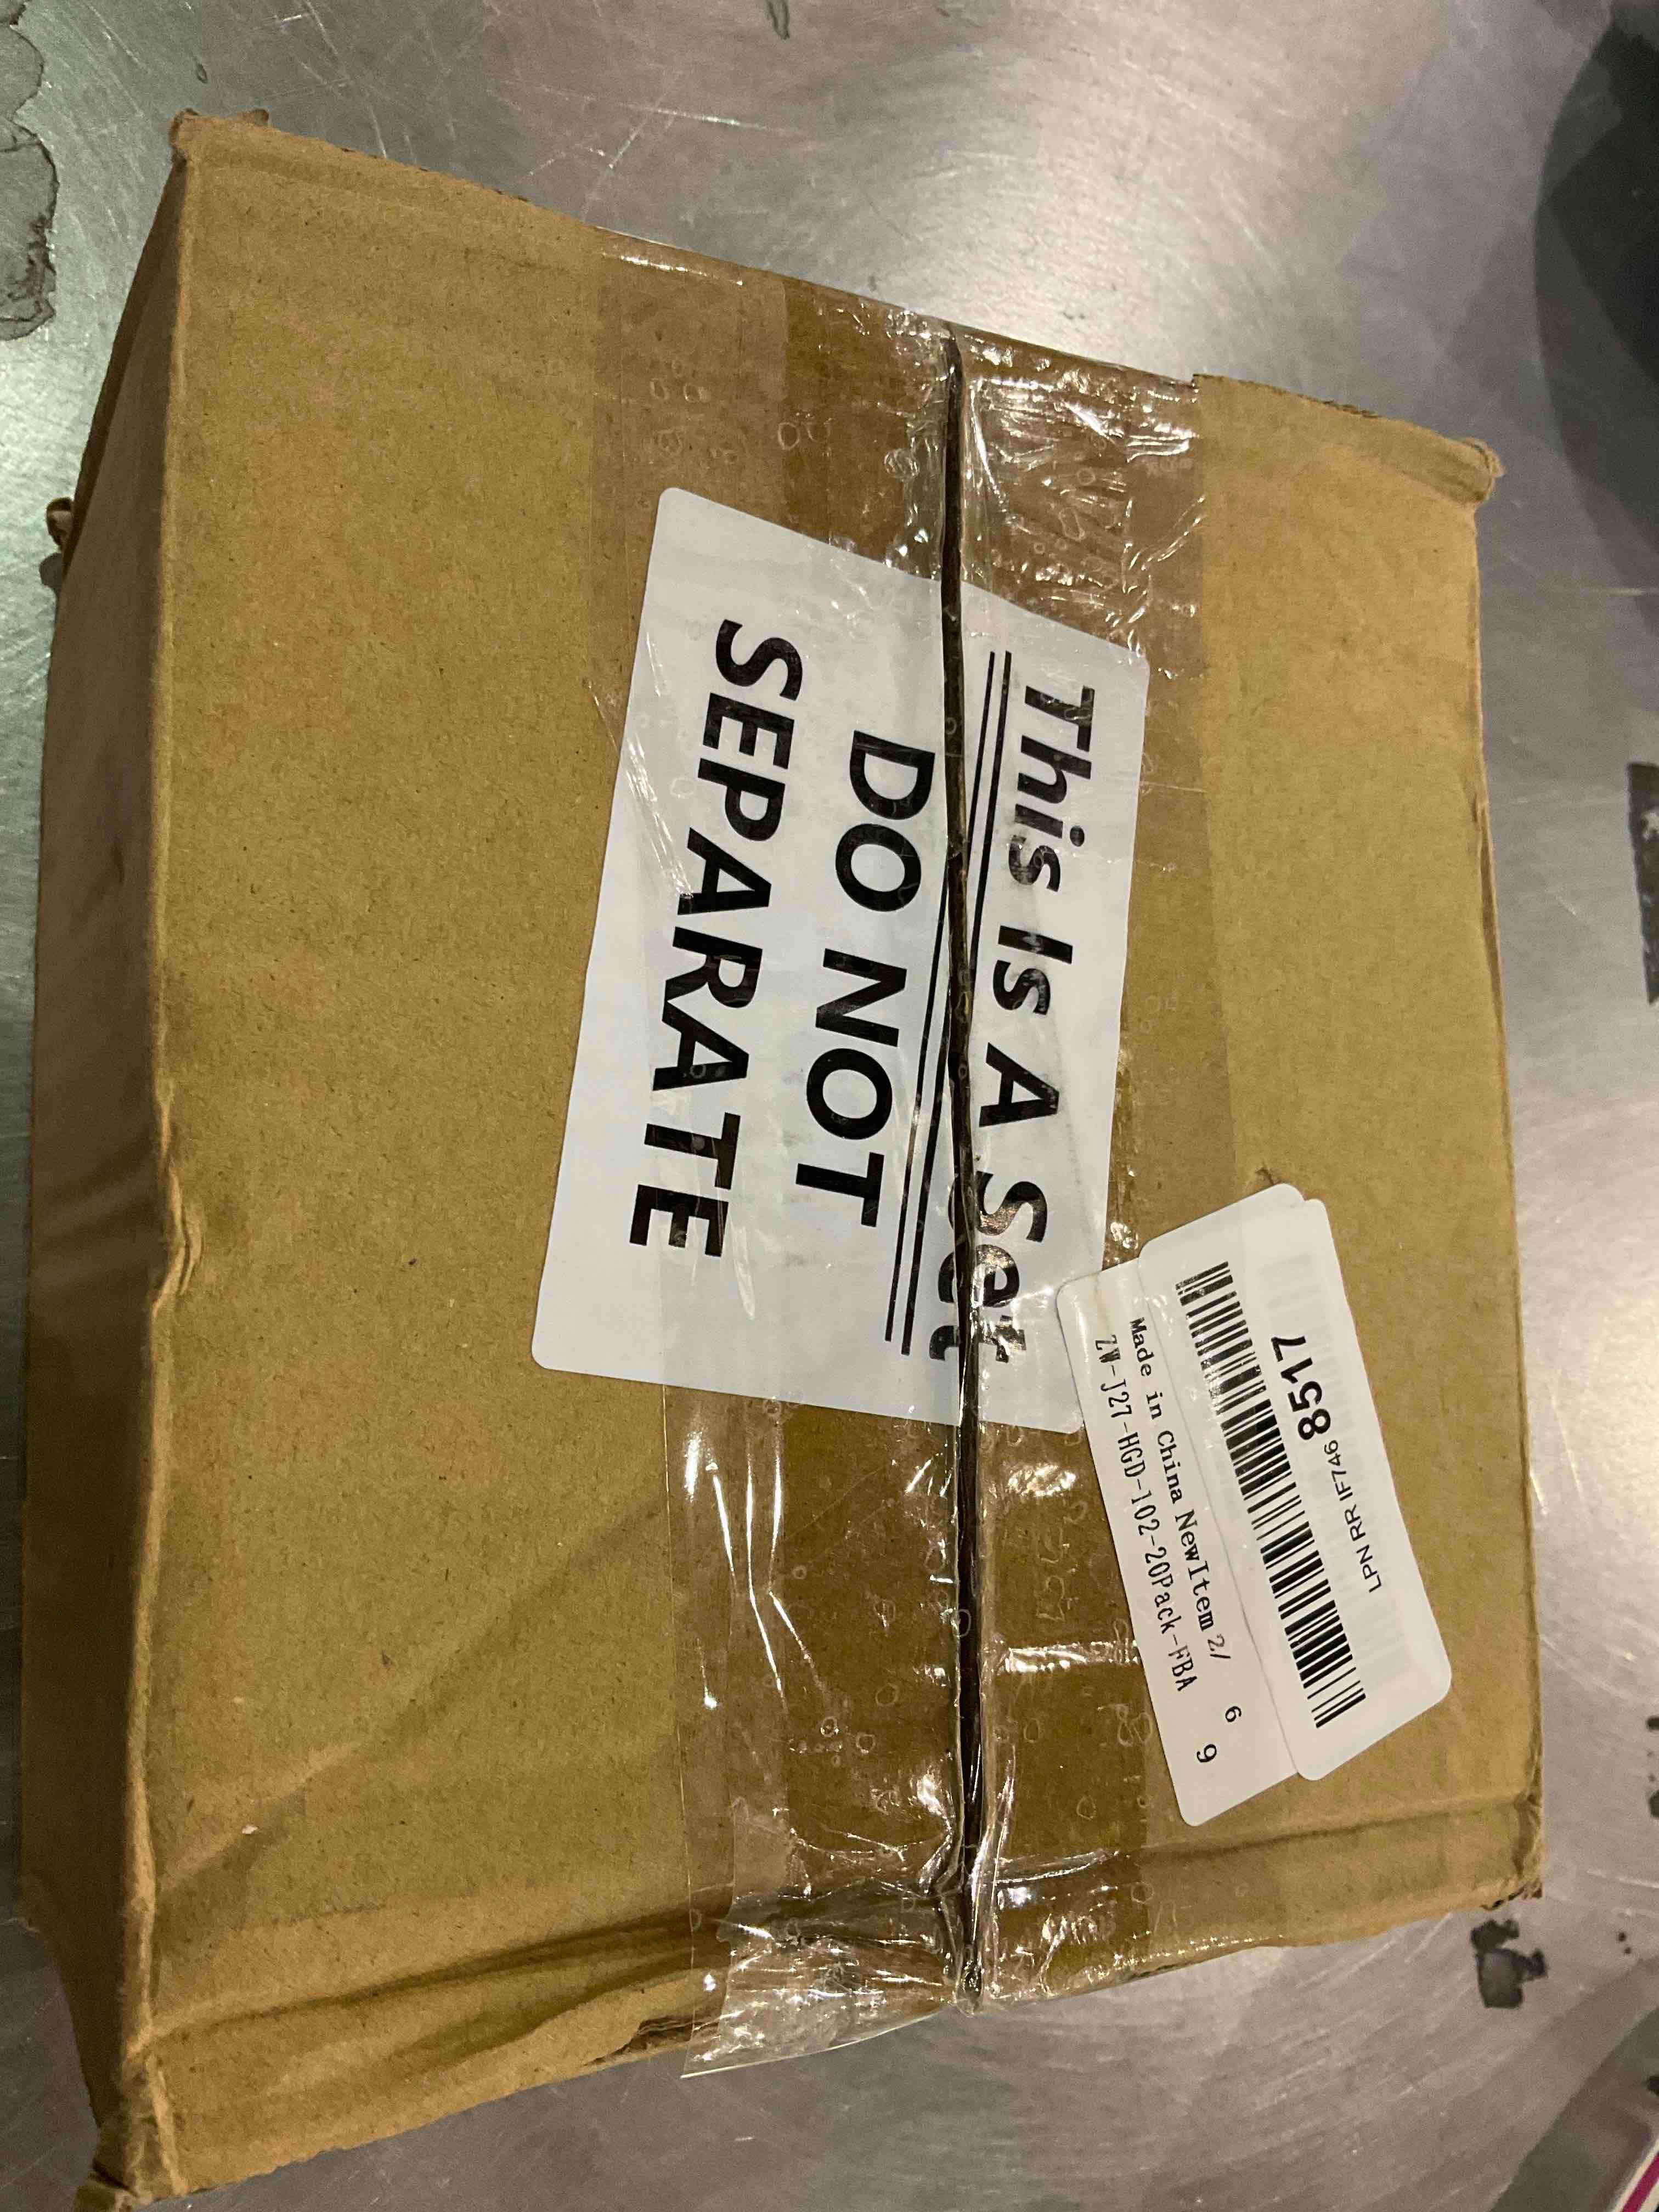 This Is A Set
DO NOT
SEPARATE
LPN RR IF746 8517
Made in China NewItem 2/ 6
ZW-J27-HGD-102-20Pack-FBA 9